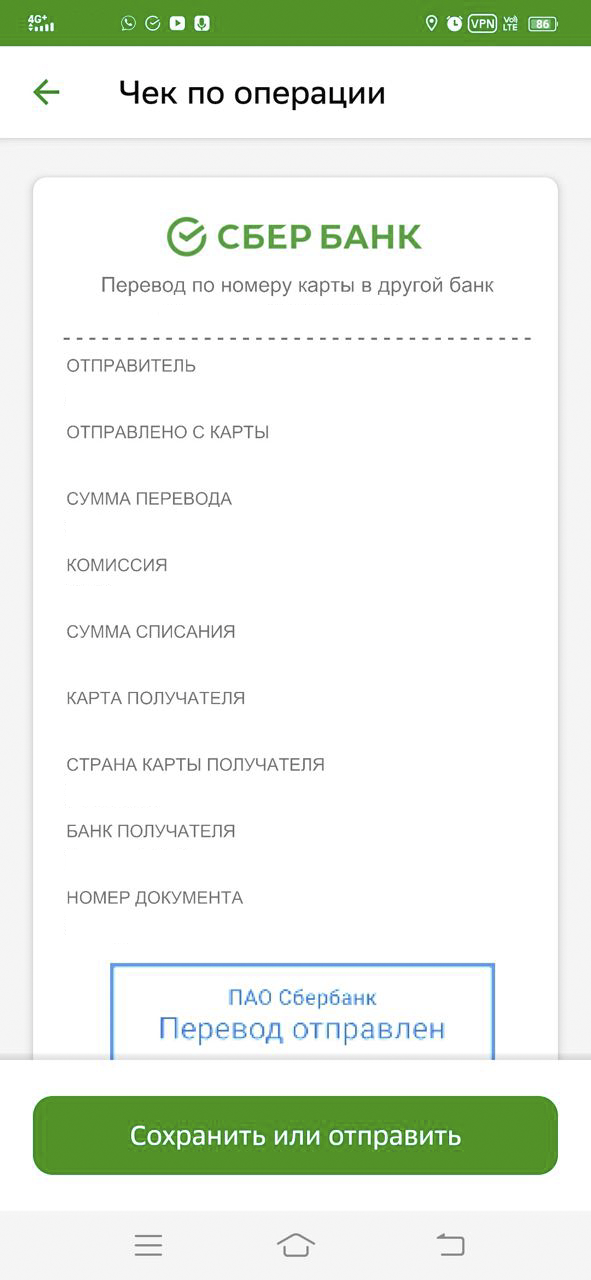 4G+ VPN Vo) LTE 86
Чек по операции
СБЕР БАНК
Перевод по номеру карты в другой банк
ОТПРАВИТЕЛЬ
ОТПРАВЛЕНО С КАРТЫ
СУММА ПЕРЕВОДА
КОМИССИЯ
СУММА СПИСАНИЯ
КАРТА ПОЛУЧАТЕЛЯ
СТРАНА КАРТЫ ПОЛУЧАТЕЛЯ
БАНК ПОЛУЧАТЕЛЯ
НОМЕР ДОКУМЕНТА
ПАО Сбербанк
Перевод отправлен
Сохранить или отправить